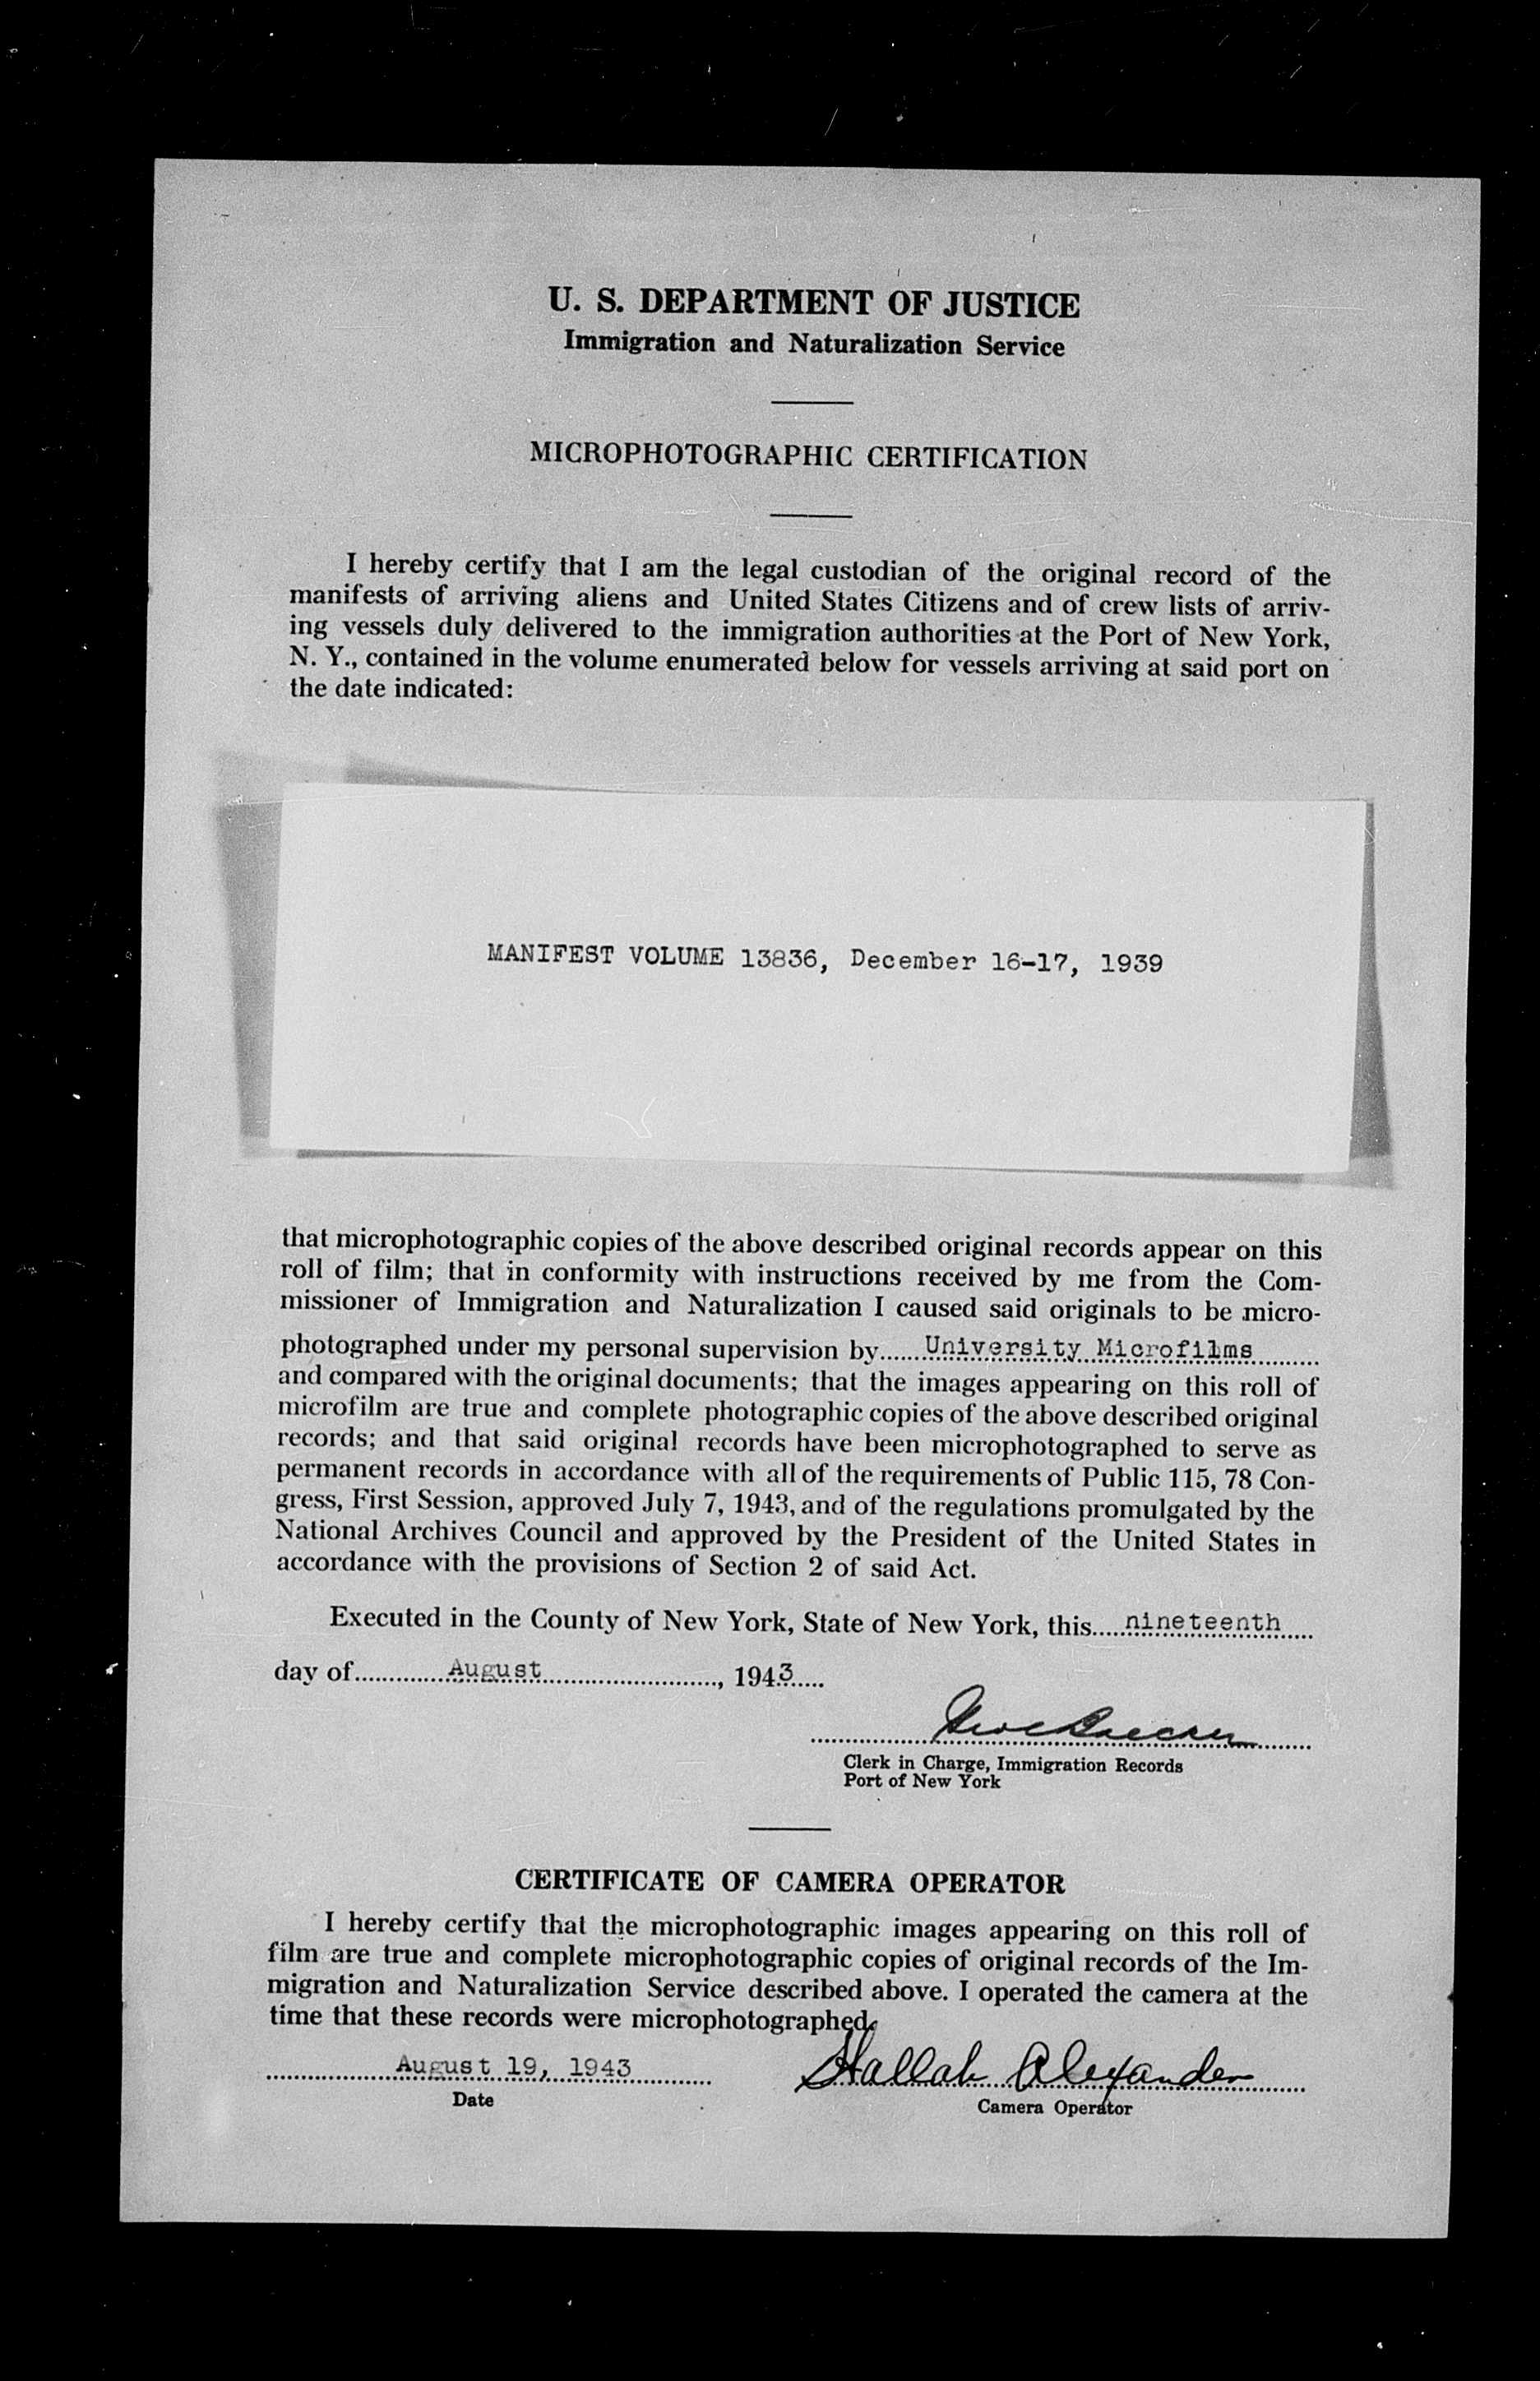 U. S. DEPARTMENT OF JUSTICE
Immigration and Naturalization Service
MICROPHOTOGRAPHIC CERTIFICATION
I hereby certify that I am the legal custodian of the original record of the
manifests of arriving aliens and United States Citizens and of crew lists of arriv-
ing vessels duly delivered to the immigration authorities at the Port of New York,
N. Y., contained in the volume enumerated below for vessels arriving at said port on
the date indicated:
MANIFEST VOLUME 13836, December 16-17, 1939
that microphotographic copies of the above described original records appear on this
roll of film; that in conformity with instructions received by me from the Com-
missioner of Immigration and Naturalization I caused said originals to be micro-
photographed under my personal supervision by......University Microfilms.........
and compared with the original documents; that the images appearing on this roll of
microfilm are true and complete photographic copies of the above described original
records; and that said original records have been microphotographed to serve as
permanent records in accordance with all of the requirements of Public 115, 78 Con-
gress, First Session, approved July 7, 1943, and of the regulations promulgated by the
National Archives Council and approved by the President of the United States in
accordance with the provisions of Section 2 of said Act.
Executed in the County of New York, State of New York, this.....nineteenth.....
day of..............August................................, 1943.....
Clerk in Charge, Immigration Records
Port of New York
CERTIFICATE OF CAMERA OPERATOR
I hereby certify that the microphotographic images appearing on this roll of
film are true and complete microphotographic copies of original records of the Im-
migration and Naturalization Service described above. I operated the camera at the
time that these records were microphotographed.
August 19, 1943 Hallah Alexander
Date
Camera Operator